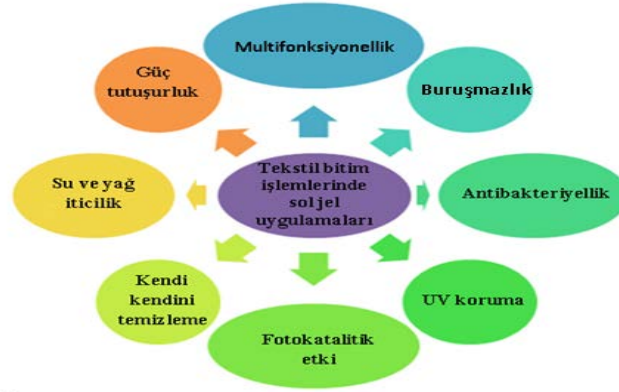 Multifonksiyonellik
Güç
tutuşurluk
Buruşmazlık
Su ve yağ
iticilik
Tekstil bitim
işlemlerinde
sol jel
uygulamaları
Antibakteriyellik
Kendi
kendini
temizleme
UV koruma
Fotokatalitik
etki